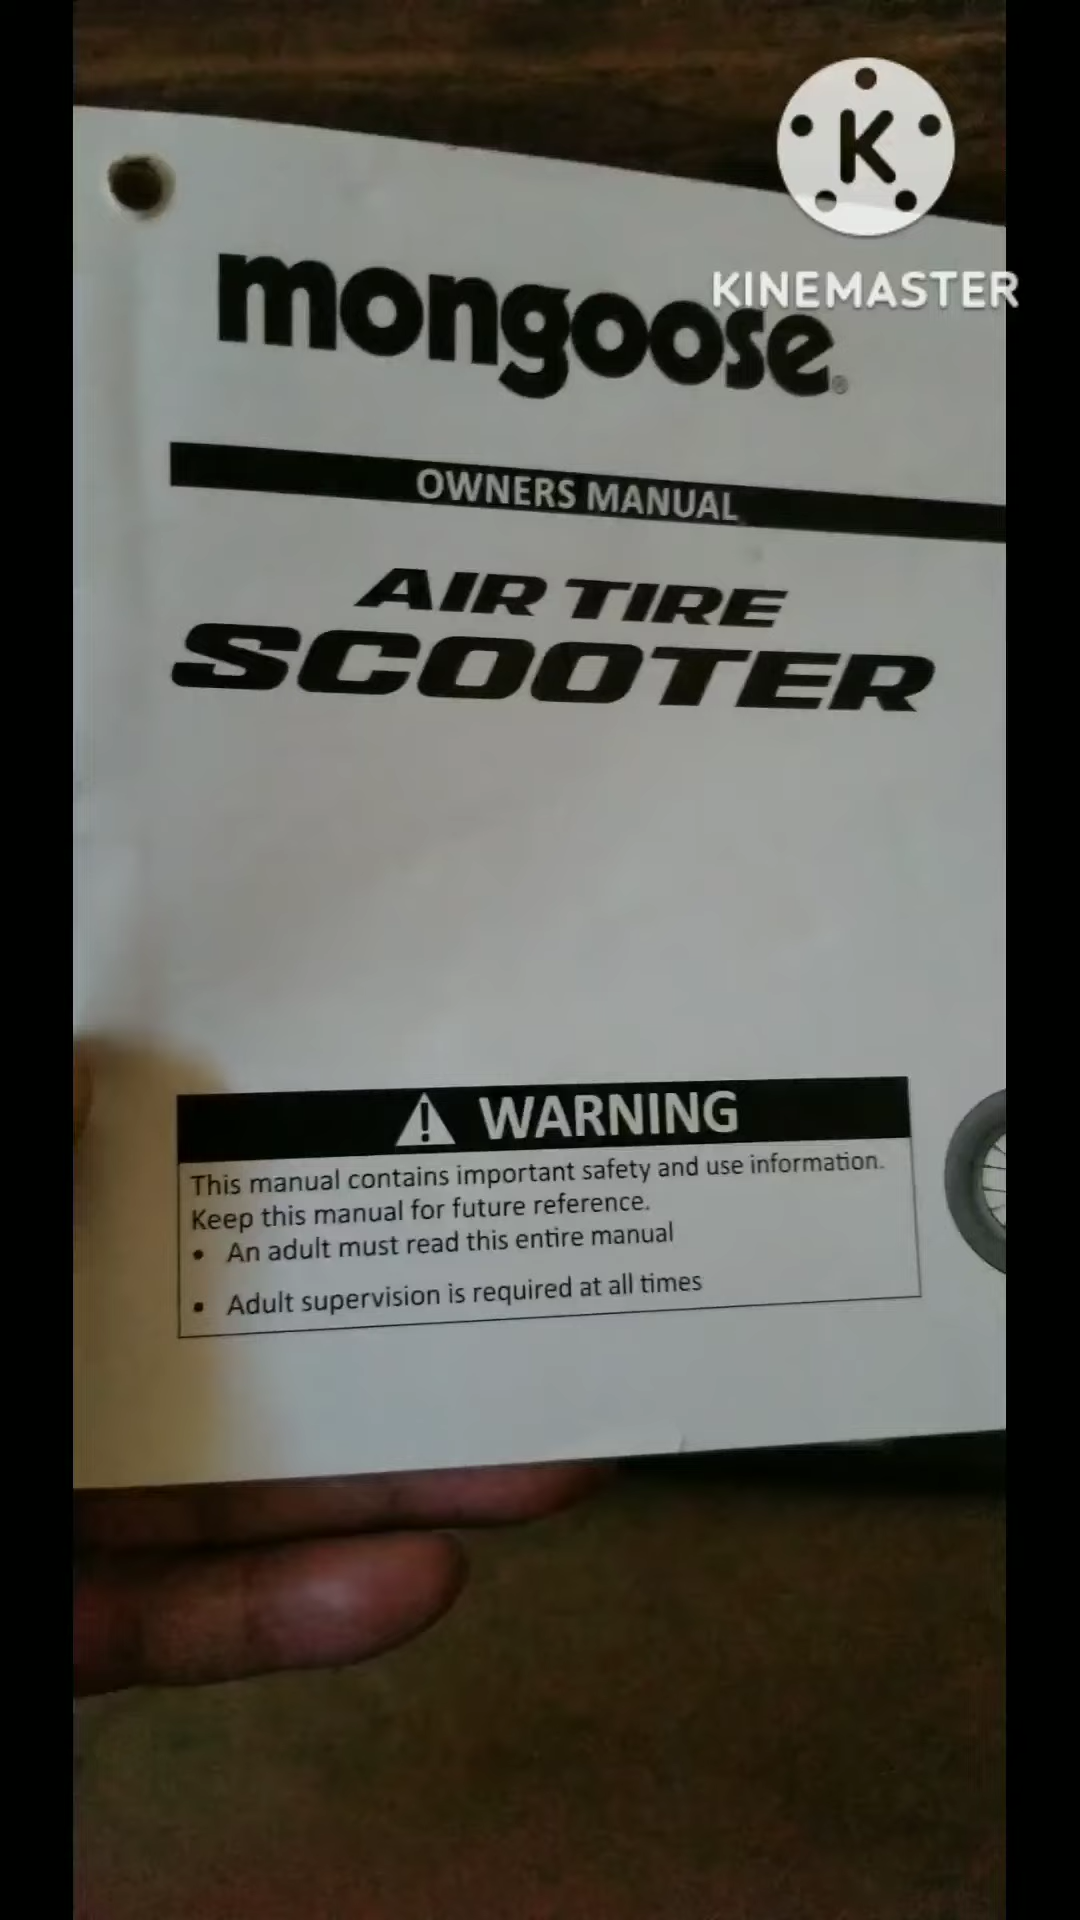 K
KINEMASTER
mongoose®
OWNERS MANUAL
AIR TIRE
SCOOTER
WARNING
This manual contains important safety and use information.
Keep this manual for future reference.
• An adult must read this entire manual
• Adult supervision is required at all times